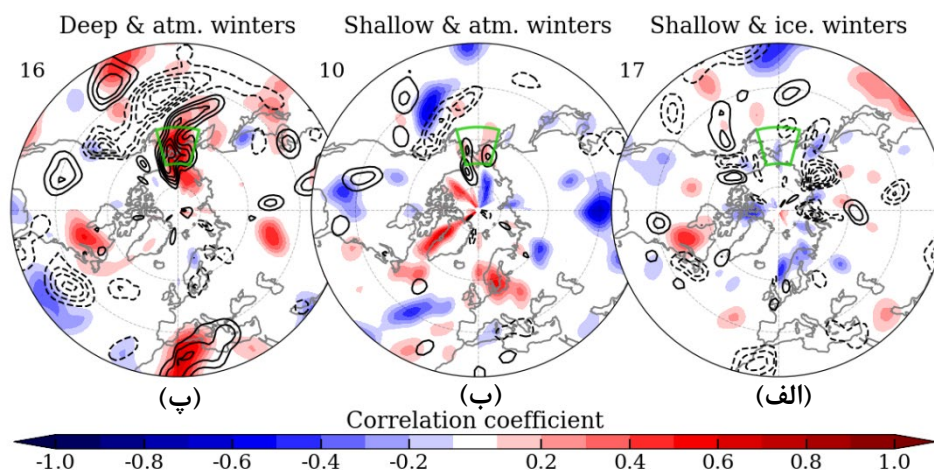 Deep & atm. winters
Shallow & atm. winters
Shallow & ice. winters
16
10
17
(پ)
(ب)
(الف)
Correlation coefficient
-1.0 -0.8 -0.6 -0.4 -0.2 0.2 0.4 0.6 0.8 1.0